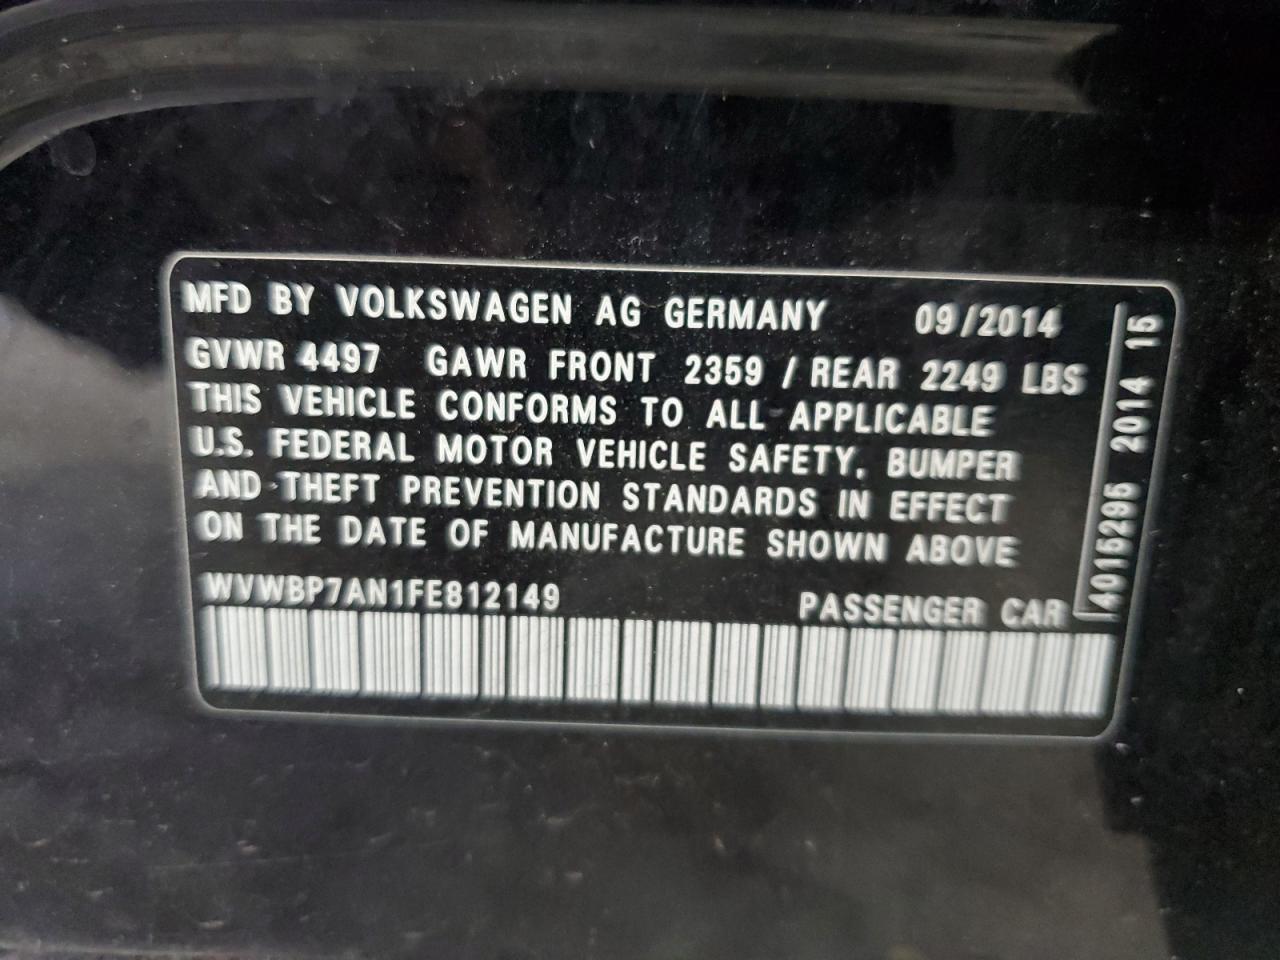 MFD BY VOLKSWAGEN AG GERMANY 09/2014
GVWR 4497 GAWR FRONT 2359 / REAR 2249 LBS
THIS VEHICLE CONFORMS TO ALL APPLICABLE
U.S. FEDERAL MOTOR VEHICLE SAFETY, BUMPER
AND THEFT PREVENTION STANDARDS IN EFFECT
ON THE DATE OF MANUFACTURE SHOWN ABOVE
WVWBP7AN1FE812149 PASSENGER CAR
4015295 2014 15